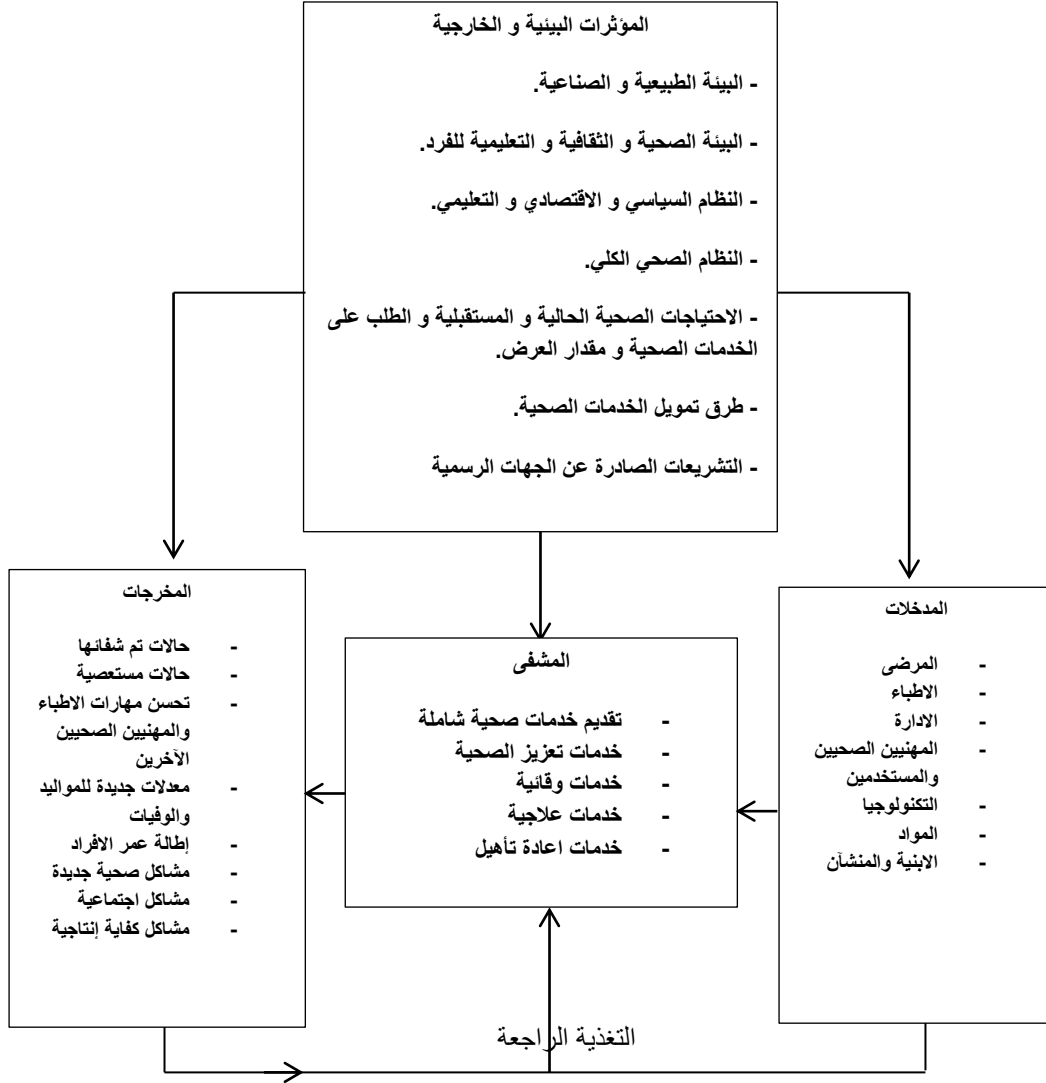 المؤثرات البيئية و الخارجية
- البيئة الطبيعية و الصناعية.
- البيئة الصحية و الثقافية و التعليمية للفرد.
- النظام السياسي و الاقتصادي و التعليمي.
- النظام الصحي الكلي.
- الاحتياجات الصحية الحالية و المستقبلية و الطلب على
الخدمات الصحية و مقدار العرض.
- طرق تمويل الخدمات الصحية.
- التشريعات الصادرة عن الجهات الرسمية
المدخلات
- المرضى
- الاطباء
- الادارة
- المهنيين الصحيين
والمستخدمين
- التكنولوجيا
- المواد
- الابنية والمنشآن
المشفى
- تقديم خدمات صحية شاملة
- خدمات تعزيز الصحية
- خدمات وقائية
- خدمات علاجية
- خدمات اعادة تأهيل
المخرجات
- حالات تم شفائها
- حالات مستعصية
- تحسن مهارات الاطباء
والمهنيين الصحيين
الآخرين
- معدلات جديدة للمواليد
والوفيات
- إطالة عمر الافراد
- مشاكل صحية جديدة
- مشاكل اجتماعية
- مشاكل كفاية إنتاجية
التغذية الراجعة